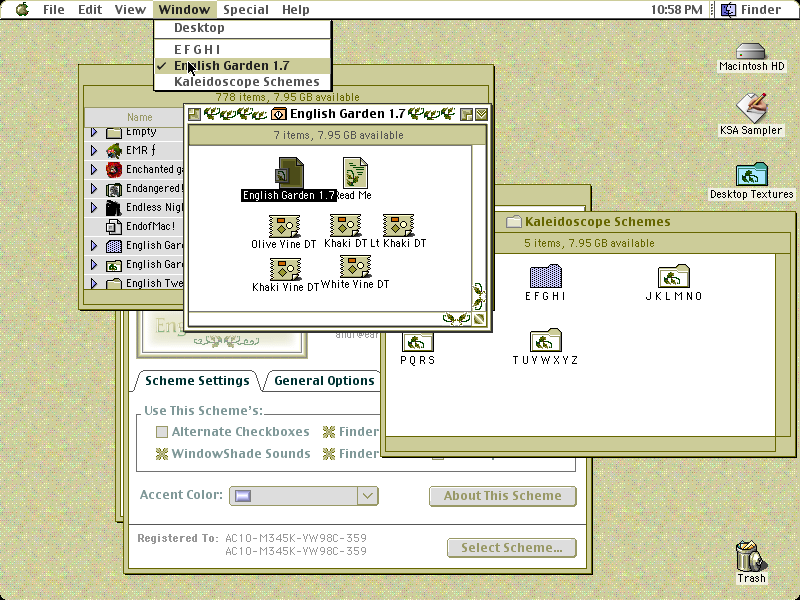 File Edit View Window Special Help 10:58 PM Finder
Desktop
E F G H I
✓ English Garden 1.7
Kaleidoscope Schemes
778 items, 7.95 GB available
Name
Empty
EMR ƒ
Enchanted ga
Endangered!
Endless Nigh
EndofMac!
English Gard
English Gard
English Twe
English Garden 1.7
7 items, 7.95 GB available
English Garden 1.7
Read Me
Olive Vine DT
Khaki DT
Lt Khaki DT
Khaki Vine DT
White Vine DT
Macintosh HD
KSA Sampler
Desktop Textures
Kaleidoscope Schemes
5 items, 7.95 GB available
E F G H I
J K L M N O
P Q R S
T U V W X Y Z
Scheme Settings
General Options
Use This Scheme's:
Alternate Checkboxes
Finder
WindowShade Sounds
Finder
Accent Color:
About This Scheme
Registered To: AC10-M345K-YW98C-359
AC10-M345K-YW98C-359
Select Scheme...
Trash